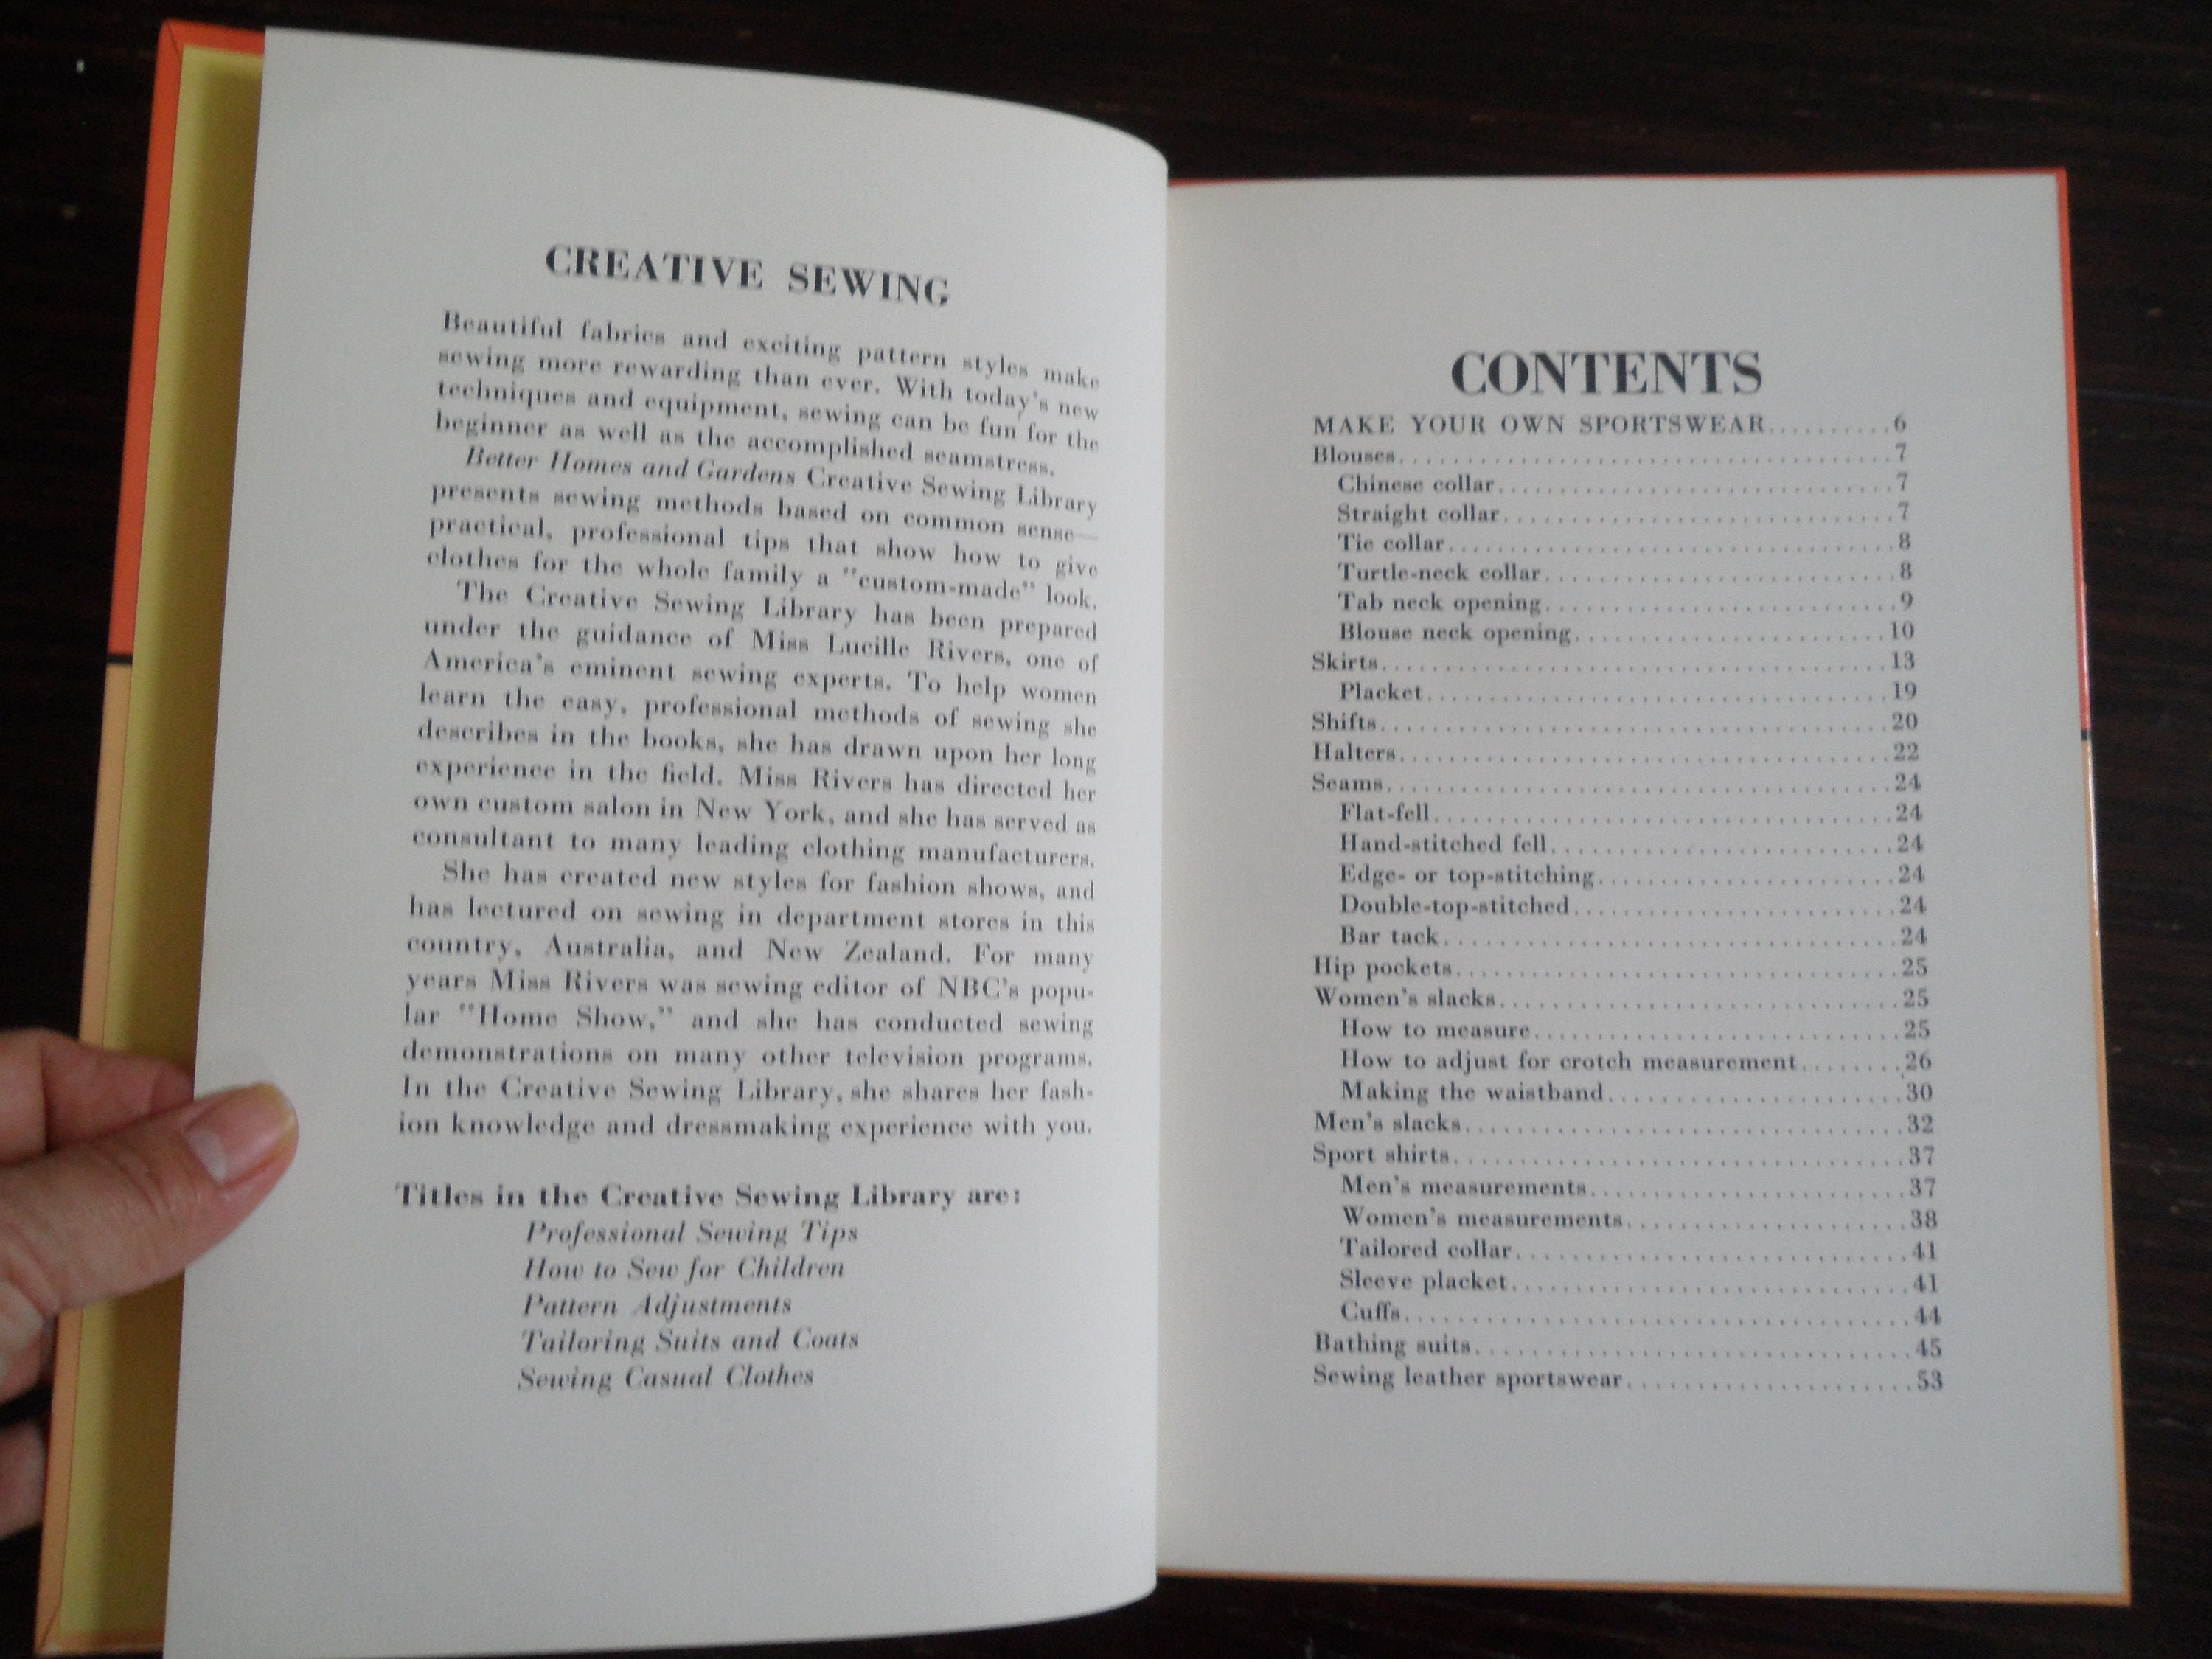 CREATIVE SEWING
Beautiful fabrics and exciting pattern styles make
sewing more rewarding than ever. With today's new
techniques and equipment, sewing can be fun for the
beginner as well as the accomplished seamstress.
Better Homes and Gardens Creative Sewing Library
presents sewing methods based on common sense—
practical, professional tips that show how to give
clothes for the whole family a "custom-made" look.
The Creative Sewing Library has been prepared
under the guidance of Miss Lucille Rivers, one of
America's eminent sewing experts. To help women
learn the easy, professional methods of sewing she
describes in the books, she has drawn upon her long
experience in the field. Miss Rivers has directed her
own custom salon in New York, and she has served as
consultant to many leading clothing manufacturers.
She has created new styles for fashion shows, and
has lectured on sewing in department stores in this
country, Australia, and New Zealand. For many
years Miss Rivers was sewing editor of NBC's popu-
lar "Home Show," and she has conducted sewing
demonstrations on many other television programs.
In the Creative Sewing Library, she shares her fash-
ion knowledge and dressmaking experience with you.
Titles in the Creative Sewing Library are:
Professional Sewing Tips
How to Sew for Children
Pattern Adjustments
Tailoring Suits and Coats
Sewing Casual Clothes
CONTENTS
MAKE YOUR OWN SPORTSWEAR..........6
Blouses........................................7
Chinese collar................................7
Straight collar................................7
Tie collar....................................8
Turtle-neck collar............................8
Tab neck opening............................9
Blouse neck opening........................10
Skirts........................................13
Placket......................................19
Shifts........................................20
Halters......................................22
Seams........................................24
Flat-fell....................................24
Hand-stitched fell..........................24
Edge- or top-stitching......................24
Double-top-stitched........................24
Bar tack....................................24
Hip pockets..................................25
Women's slacks..............................25
How to measure............................25
How to adjust for crotch measurement........26
Making the waistband......................30
Men's slacks..................................32
Sport shirts..................................37
Men's measurements........................37
Women's measurements......................38
Tailored collar..............................41
Sleeve placket..............................41
Cuffs........................................44
Bathing suits................................45
Sewing leather sportswear......................53